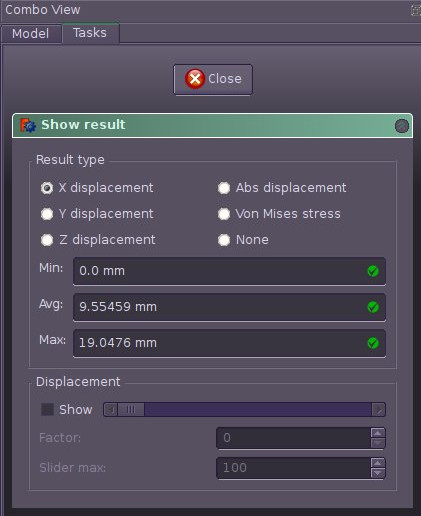 Combo View
Model Tasks
Close
Show result
Result type
X displacement Abs displacement
Y displacement Von Mises stress
Z displacement None
Min: 0.0 mm
Avg: 9.55459 mm
Max: 19.0476 mm
Displacement
Show
Factor: 0
Slider max: 100